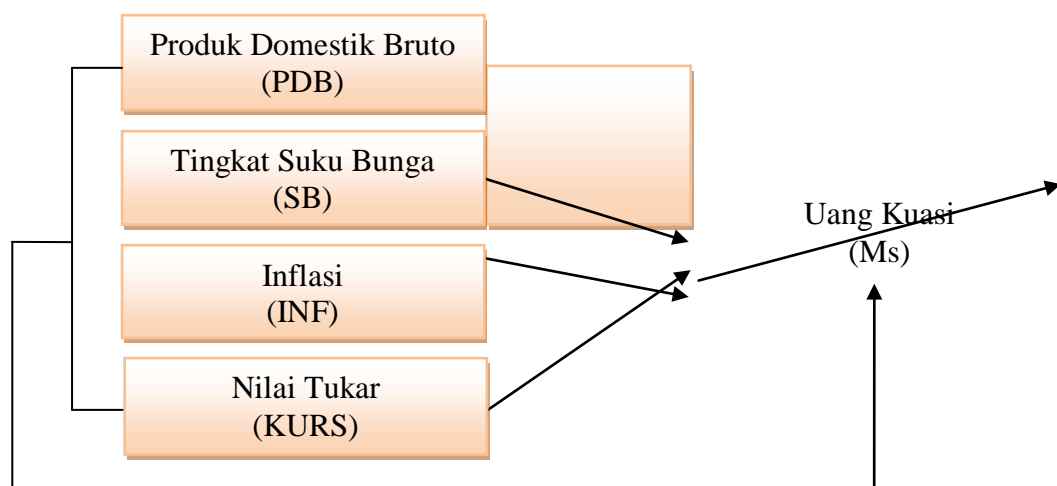 Produk Domestik Bruto
(PDB)
Tingkat Suku Bunga
(SB)
Inflasi
(INF)
Nilai Tukar
(KURS)
Uang Kuasi
(Ms)